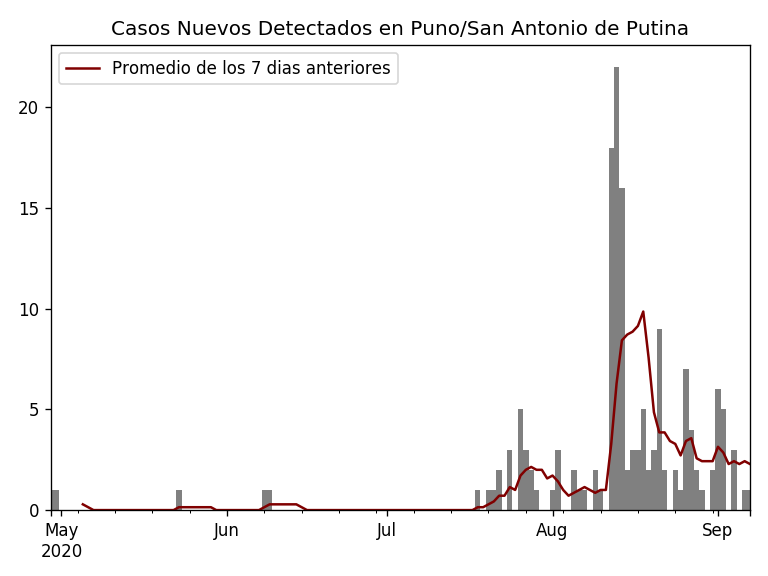 Casos Nuevos Detectados en Puno/San Antonio de Putina
Promedio de los 7 dias anteriores
20
15
10
5
0
May Jun Jul Aug Sep
2020